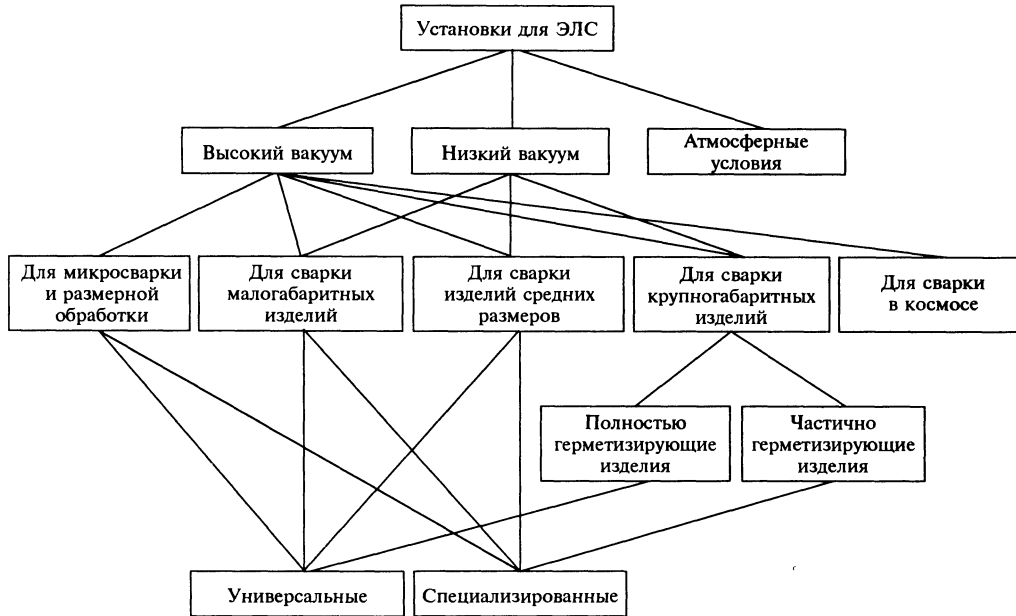 Установки для ЭЛС
Высокий вакуум
Низкий вакуум
Атмосферные
условия
Для микросварки
и размерной
обработки
Для сварки
малогабаритных
изделий
Для сварки
изделий средних
размеров
Для сварки
крупногабаритных
изделий
Для сварки
в космосе
Полностью
герметизирующие
изделия
Частично
герметизирующие
изделия
Универсальные
Специализированные